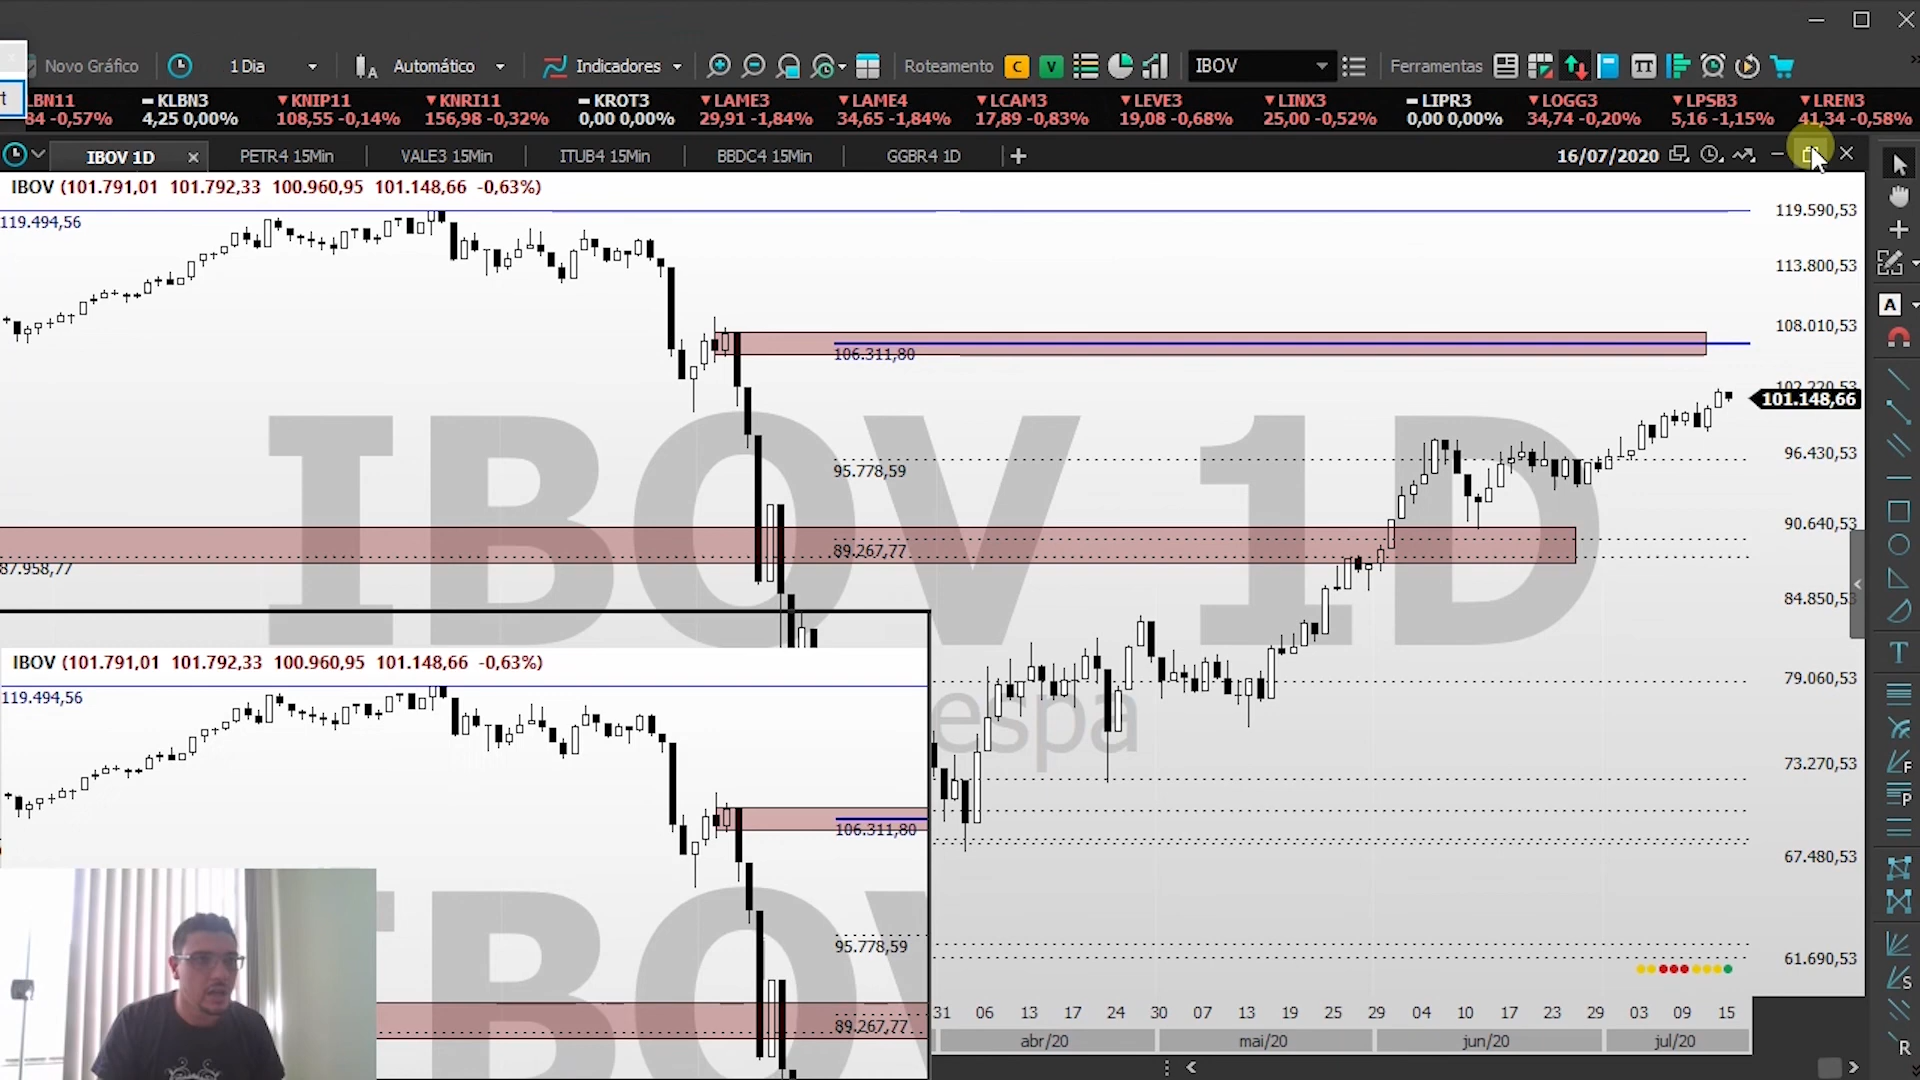 Novo Gráfico 1 Dia Automático Indicadores Roteamento C V IBOV Ferramentas
t
LBN11 KLBN3 KNIP11 KNRI11 KROT3 LAME3 LAME4 LCAM3 LEVE3 LINX3 LIPR3 LOGG3 LPSB3 LREN3
84 -0,57% 4,25 0,00% 108,55 -0,14% 156,98 -0,32% 0,00 0,00% 29,91 -1,84% 34,65 -1,84% 17,89 -0,83% 19,08 -0,68% 25,00 -0,52% 0,00 0,00% 34,74 -0,20% 5,16 -1,15% 41,34 -0,58%
IBOV 1D PETR4 15Min VALE3 15Min ITUB4 15Min BBDC4 15Min GGBR4 1D 16/07/2020
IBOV (101.791,01 101.792,33 100.960,95 101.148,66 -0,63%)
119.494,56
119.590,53
113.800,53
108.010,53
106.311,80
102.220,53
101.148,66
96.430,53
95.778,59
90.640,53
89.267,77
87.958,77
84.850,53
IBOV 1D
espa
IBOV (101.791,01 101.792,33 100.960,95 101.148,66 -0,63%)
119.494,56
79.060,53
73.270,53
106.311,80
67.480,53
95.778,59
61.690,53
IBOV
89.267,77
31 06 13 17 24 30 07 13 19 25 29 04 10 17 23 29 03 09 15
abr/20 mai/20 jun/20 jul/20
A
T
F
P
S
R